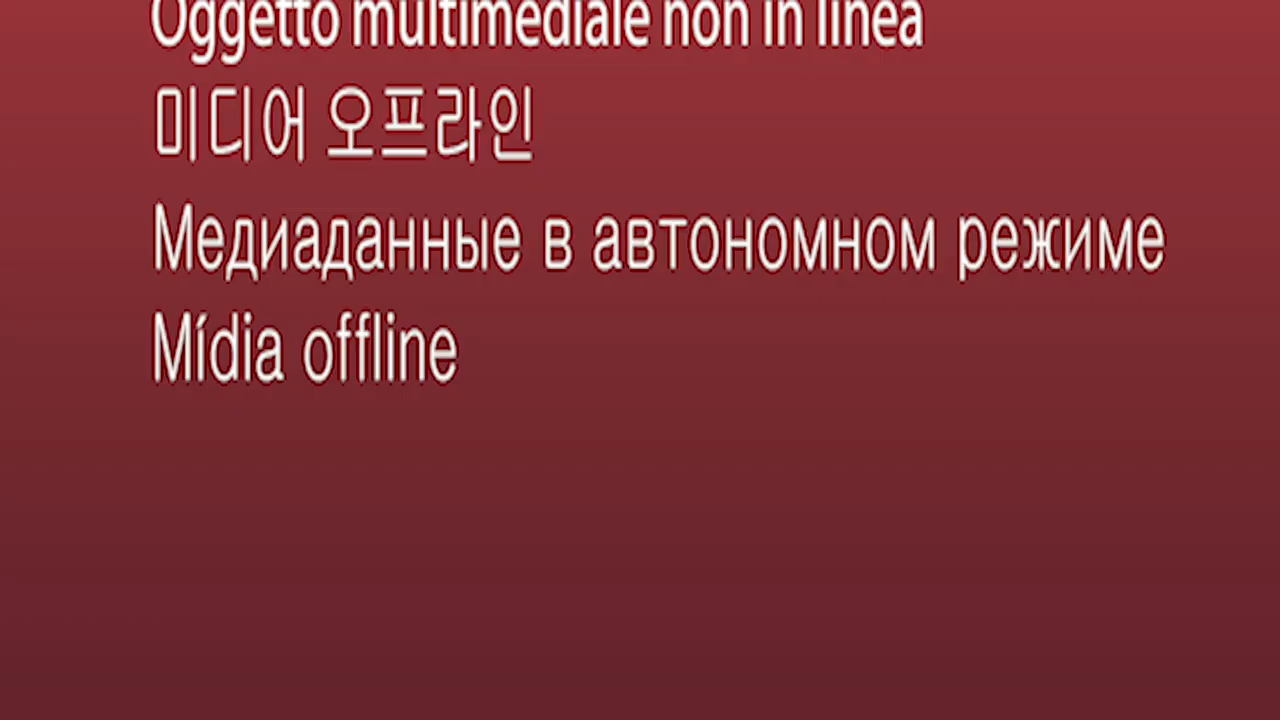 Oggetto multimediale non in linea
미디어 오프라인
Медиаданные в автономном режиме
Mídia offline